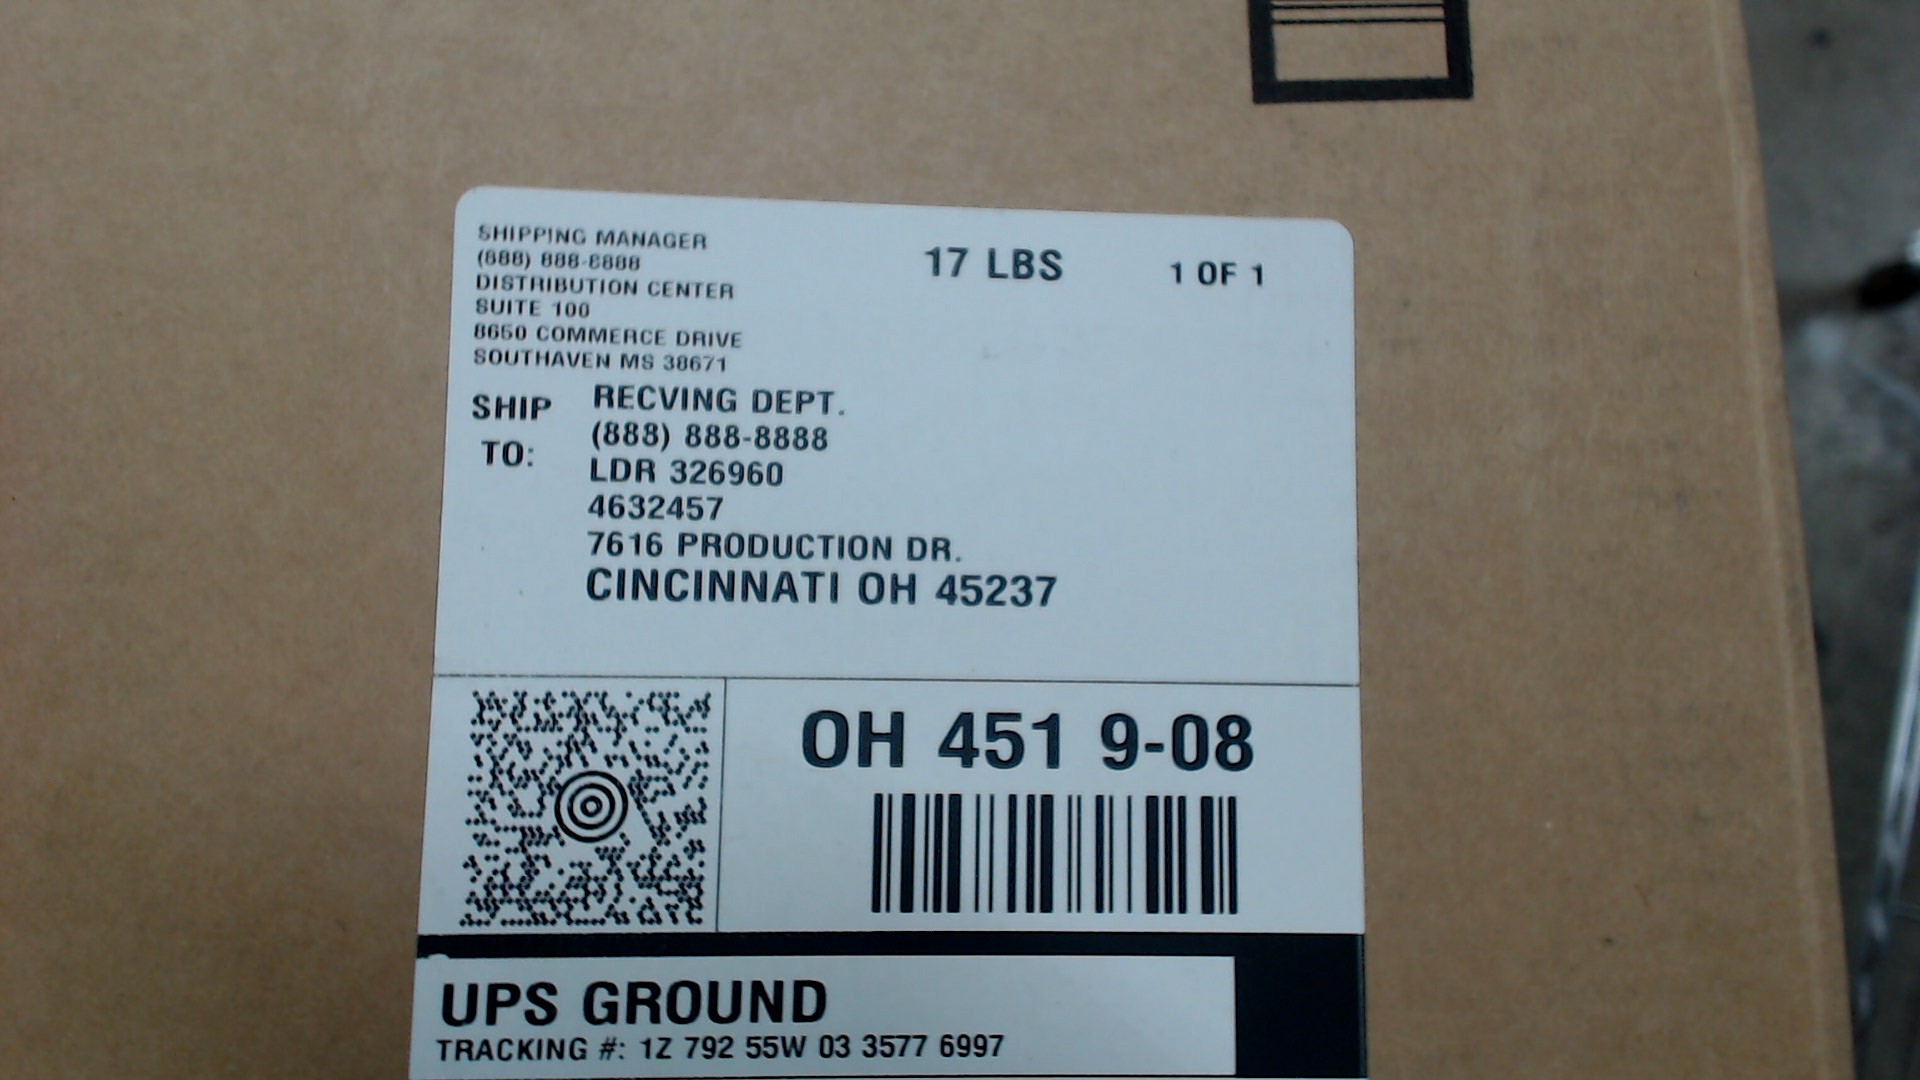 SHIPPING MANAGER
(888) 888-8888
DISTRIBUTION CENTER
SUITE 100
8650 COMMERCE DRIVE
SOUTHAVEN MS 38671
17 LBS
1 OF 1
SHIP TO:
RECVING DEPT.
(888) 888-8888
LDR 326960
4632457
7616 PRODUCTION DR.
CINCINNATI OH 45237
OH 451 9-08
UPS GROUND
TRACKING #: 1Z 792 55W 03 3577 6997